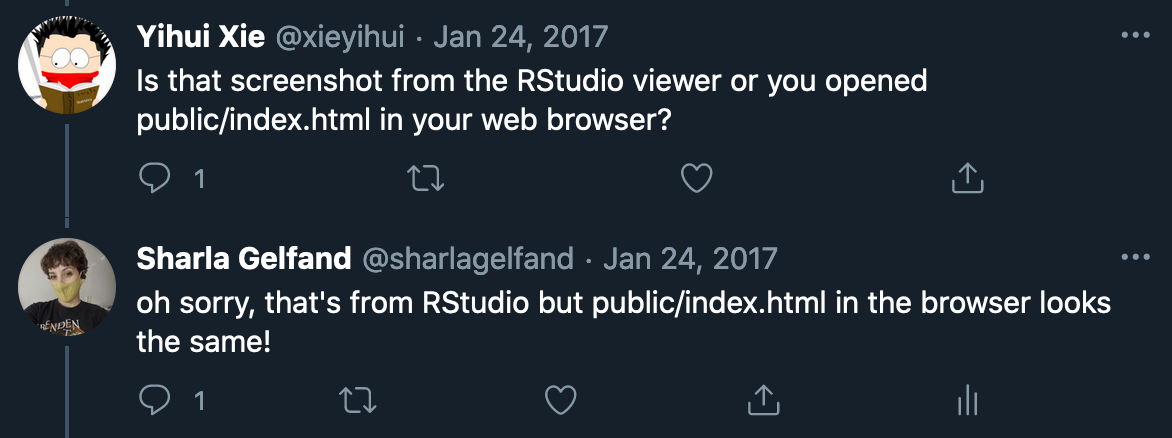 Yihui Xie @xieyihui · Jan 24, 2017
Is that screenshot from the RStudio viewer or you opened
public/index.html in your web browser?
1
Sharla Gelfand @sharlagelfand · Jan 24, 2017
oh sorry, that's from RStudio but public/index.html in the browser looks
the same!
1